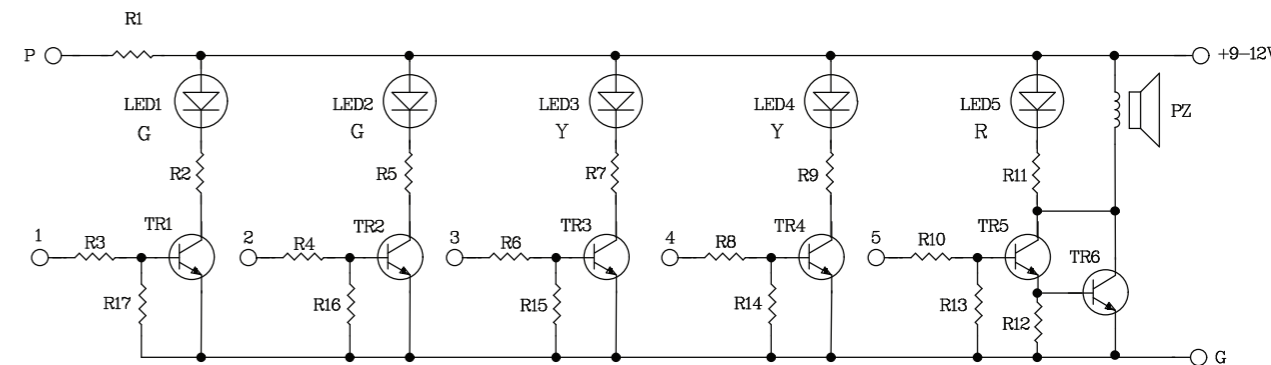 R1
P
+9-12V
LED1
G
LED2
G
LED3
Y
LED4
Y
LED5
R
PZ
R2
R5
R7
R9
R11
1
R3
TR1
2
R4
TR2
3
R6
TR3
4
R8
TR4
5
R10
TR5
TR6
R17
R16
R15
R14
R13
R12
G